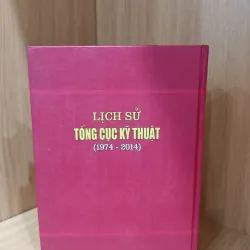 LỊCH SỬ
TỔNG CỤC KỸ THUẬT
(1974 - 2014)